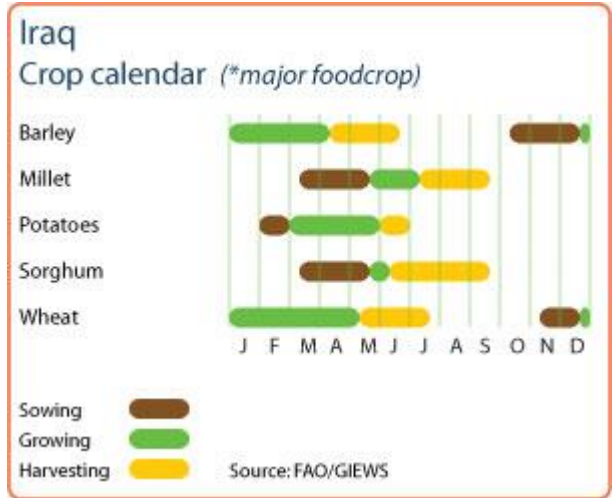 Iraq
Crop calendar (*major foodcrop)
Barley
Millet
Potatoes
Sorghum
Wheat
J F M A M J J A S O N D
Sowing
Growing
Harvesting
Source: FAO/GIEWS